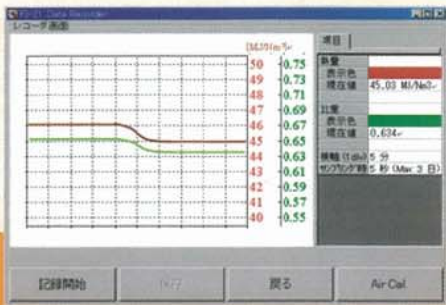 Data Recorder
レコーダ画面
[MJ/Nm3]
50 0.75
49 0.73
48 0.71
47 0.69
46 0.67
45 0.65
44 0.63
43 0.61
42 0.59
41 0.57
40 0.55
項目
熱量
表示色
現在値 45.03 MJ/Nm3
比重
表示色
現在値 0.634
横軸(1div) 5 分
サンプリング時 5 秒 (Max 3 日)
記録開始
戻る
Air Cal.